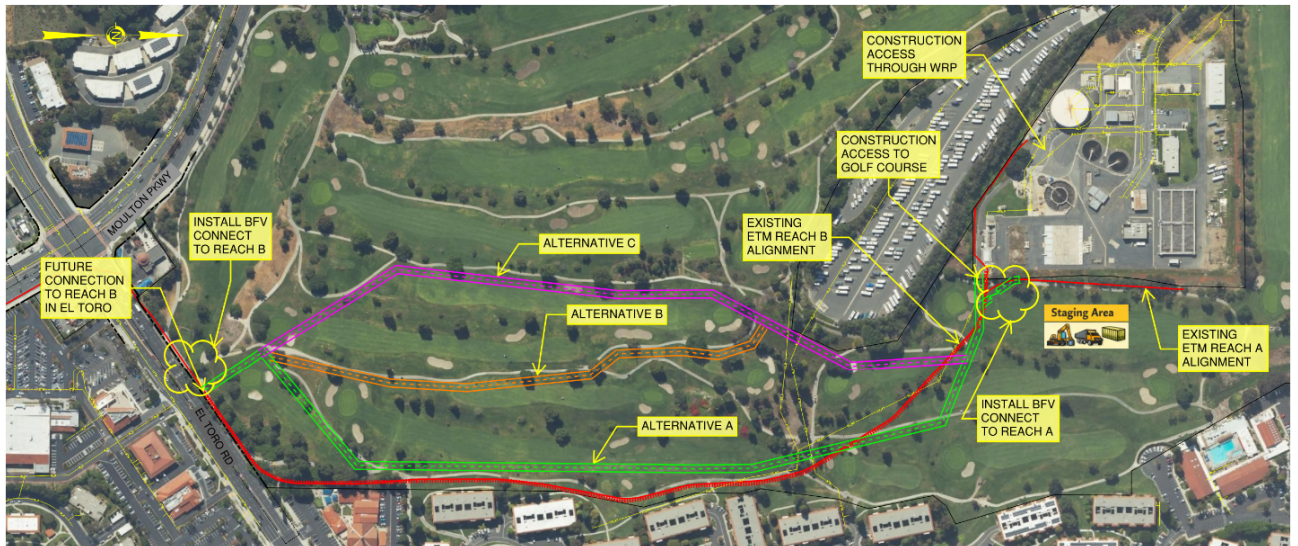 N
CONSTRUCTION
ACCESS
THROUGH WRP
CONSTRUCTION
ACCESS TO
GOLF COURSE
MOULTON PKWY
INSTALL BFV
CONNECT
TO REACH B
EXISTING
ETM REACH B
ALIGNMENT
ALTERNATIVE C
FUTURE
CONNECTION
TO REACH B
IN EL TORO
ALTERNATIVE B
Staging Area
EXISTING
ETM REACH A
ALIGNMENT
INSTALL BFV
CONNECT
TO REACH A
ALTERNATIVE A
EL TORO RD